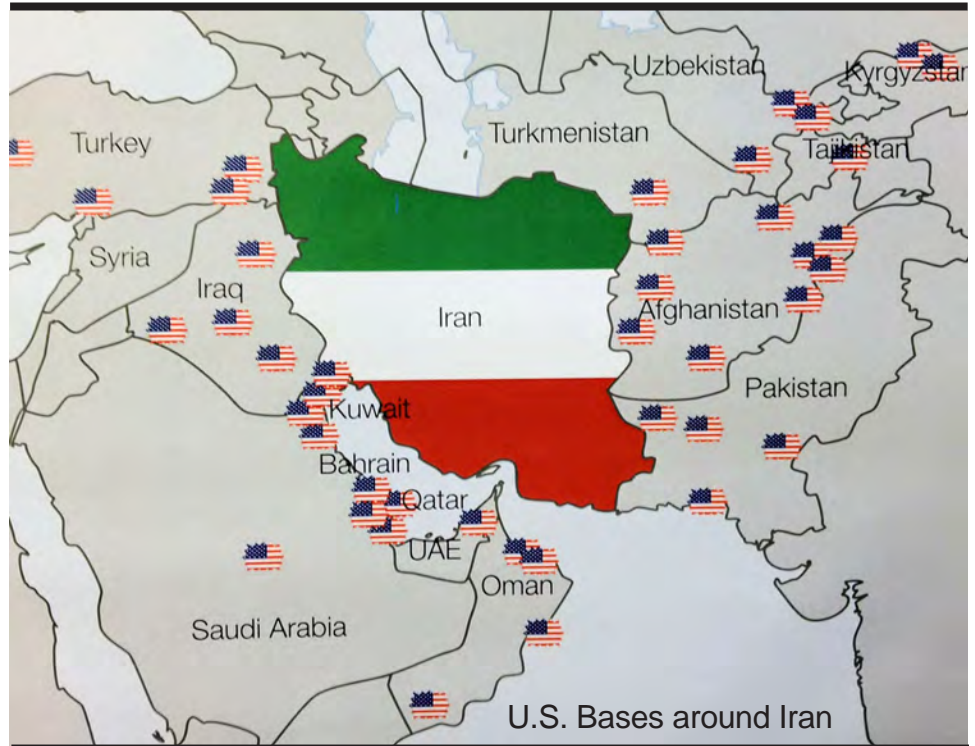 Uzbekistan
Kyrgyzstan
Turkey
Turkmenistan
Tajikistan
Syria
Iraq
Iran
Afghanistan
Pakistan
Kuwait
Bahrain
Qatar
UAE
Oman
Saudi Arabia
U.S. Bases around Iran